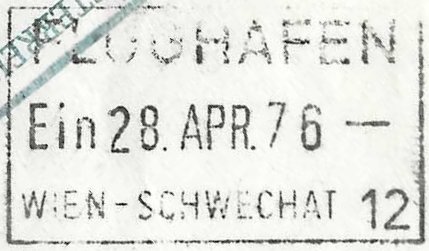 FLUGHAFEN
Ein 28. APR. 76 —
WIEN-SCHWECHAT 12